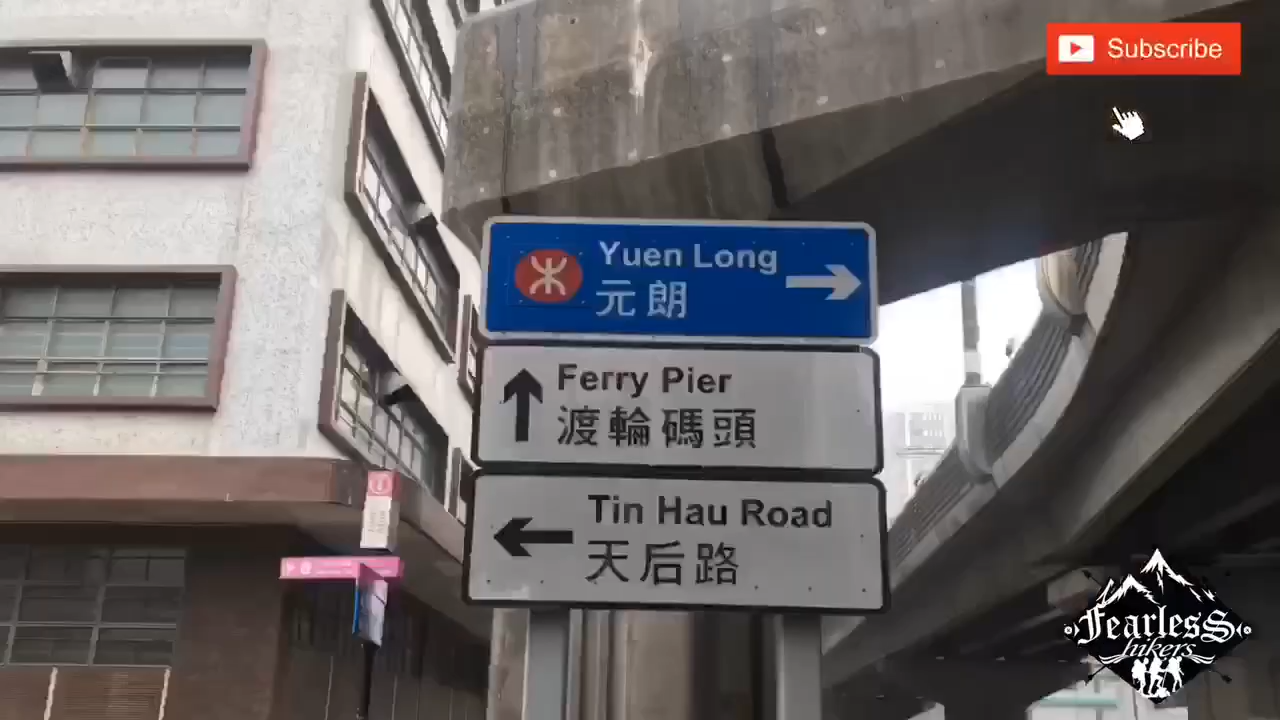 Subscribe
Yuen Long
元朗
Ferry Pier
渡輪碼頭
Tin Hau Road
天后路
Fearless
hikers